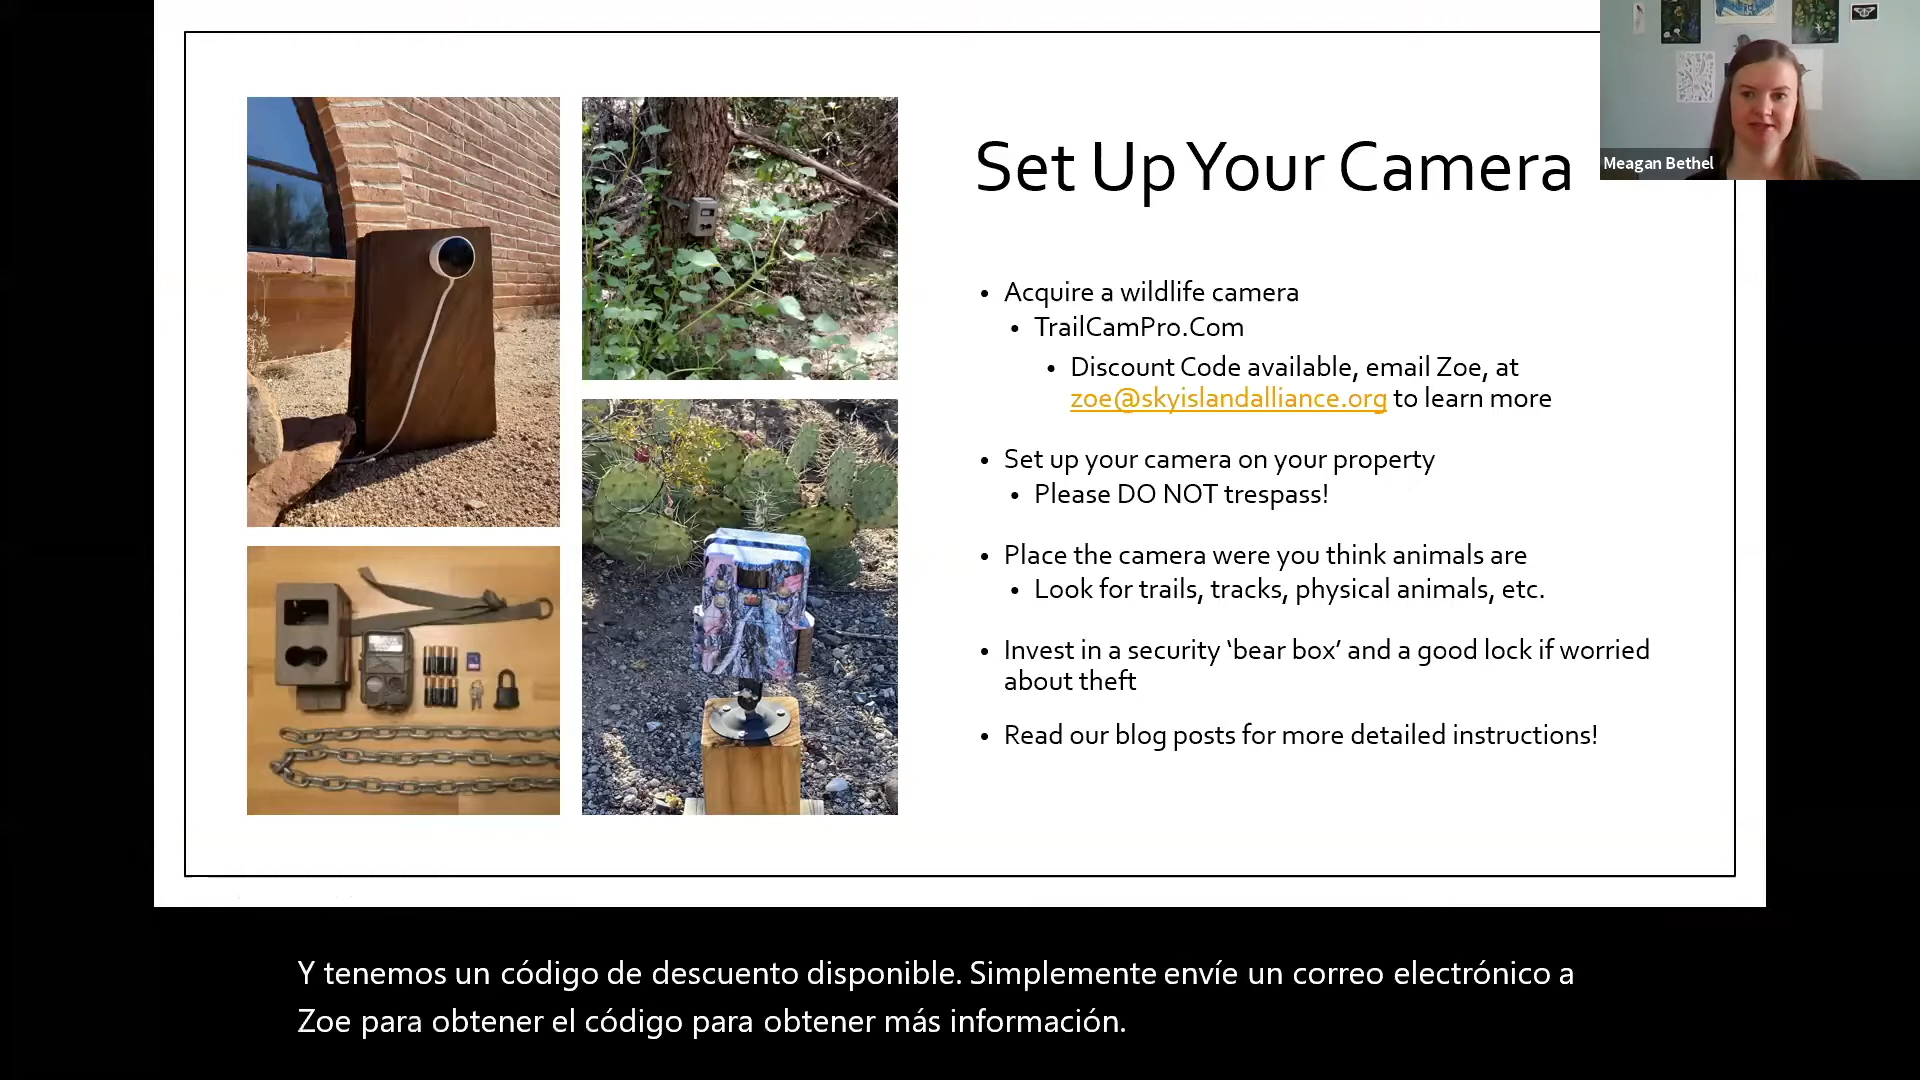 Set Up Your Camera
Meagan Bethel
• Acquire a wildlife camera
• TrailCamPro.Com
• Discount Code available, email Zoe, at
zoe@skyislandalliance.org to learn more
• Set up your camera on your property
• Please DO NOT trespass!
• Place the camera were you think animals are
• Look for trails, tracks, physical animals, etc.
• Invest in a security ‘bear box’ and a good lock if worried
about theft
• Read our blog posts for more detailed instructions!
Y tenemos un código de descuento disponible. Simplemente envíe un correo electrónico a
Zoe para obtener el código para obtener más información.